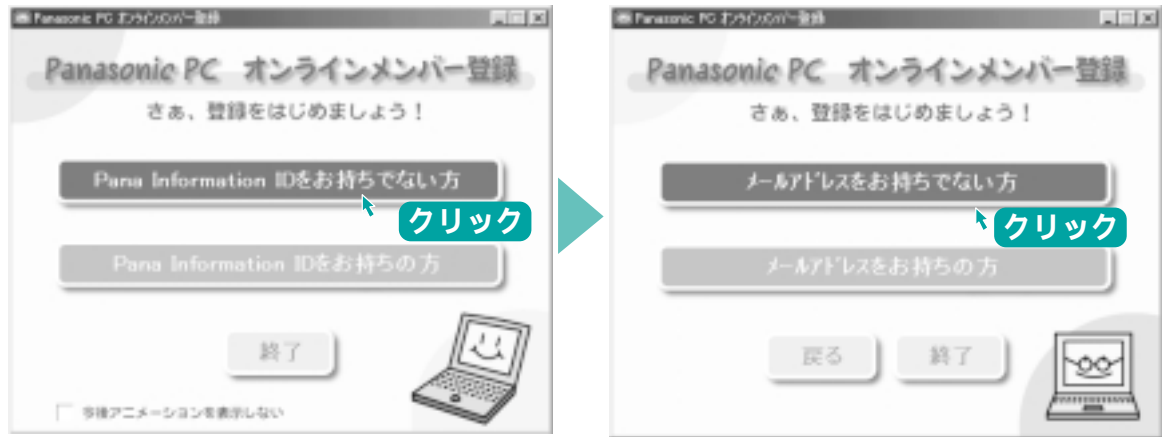 Panasonic PC オンラインメンバー登録
Panasonic PC オンラインメンバー登録
さぁ、登録をはじめましょう！
Pana Information IDをお持ちでない方
クリック
Pana Information IDをお持ちの方
終了
今後アニメーションを表示しない
Panasonic PC オンラインメンバー登録
Panasonic PC オンラインメンバー登録
さぁ、登録をはじめましょう！
メールアドレスをお持ちでない方
クリック
メールアドレスをお持ちの方
戻る
終了